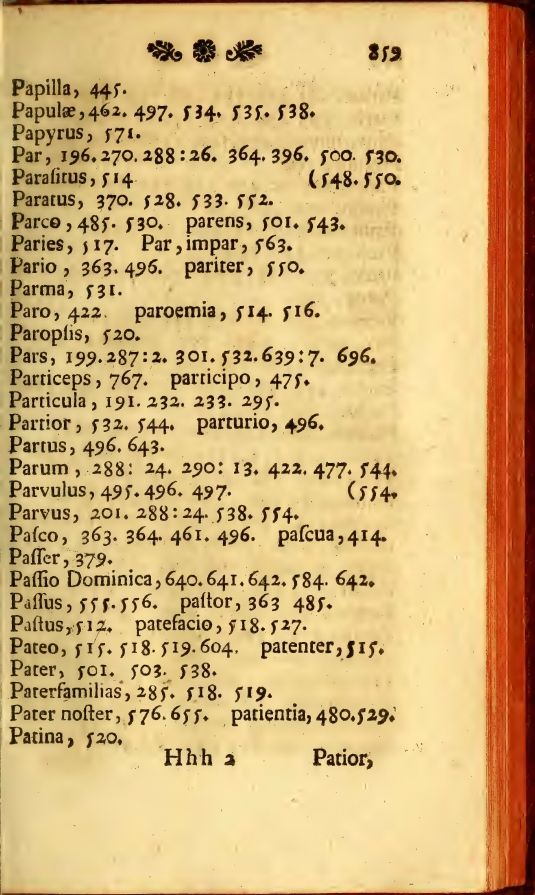 859
Papilla, 445.
Papulæ, 462. 497. 534. 535. 538.
Papyrus, 571.
Par, 196. 270. 288: 26. 364. 396. 500. 530.
Paraſitus, 514 (548. 550.
Paratus, 370. 528. 533. 552.
Parco, 485. 530. parens, 501. 543.
Paries, 517. Par, impar, 563.
Pario, 363. 496. pariter, 550.
Parma, 531.
Paro, 422. paroemia, 514. 516.
Paropſis, 520.
Pars, 199. 287: 2. 301. 532. 639: 7. 696.
Particeps, 767. participo, 475.
Particula, 191. 232. 233. 295.
Partior, 532. 544. parturio, 496.
Partus, 496. 643.
Parum, 288: 24. 290: 13. 422. 477. 544.
Parvulus, 495. 496. 497. (554.
Parvus, 201. 288: 24. 538. 554.
Paſco, 363. 364. 461. 496. paſcua, 414.
Paſſer, 379.
Paſſio Dominica, 640. 641. 642. 584. 642.
Paſſus, 555. 556. paſtor, 363 485.
Paſtus, 512. patefacio, 518. 527.
Pateo, 515. 518. 519. 604. patenter, 515.
Pater, 501. 503. 538.
Paterfamilias, 285. 518. 519.
Pater noſter, 576. 655. patientia, 480. 529.
Patina, 520.
Hhh 2 Patior,